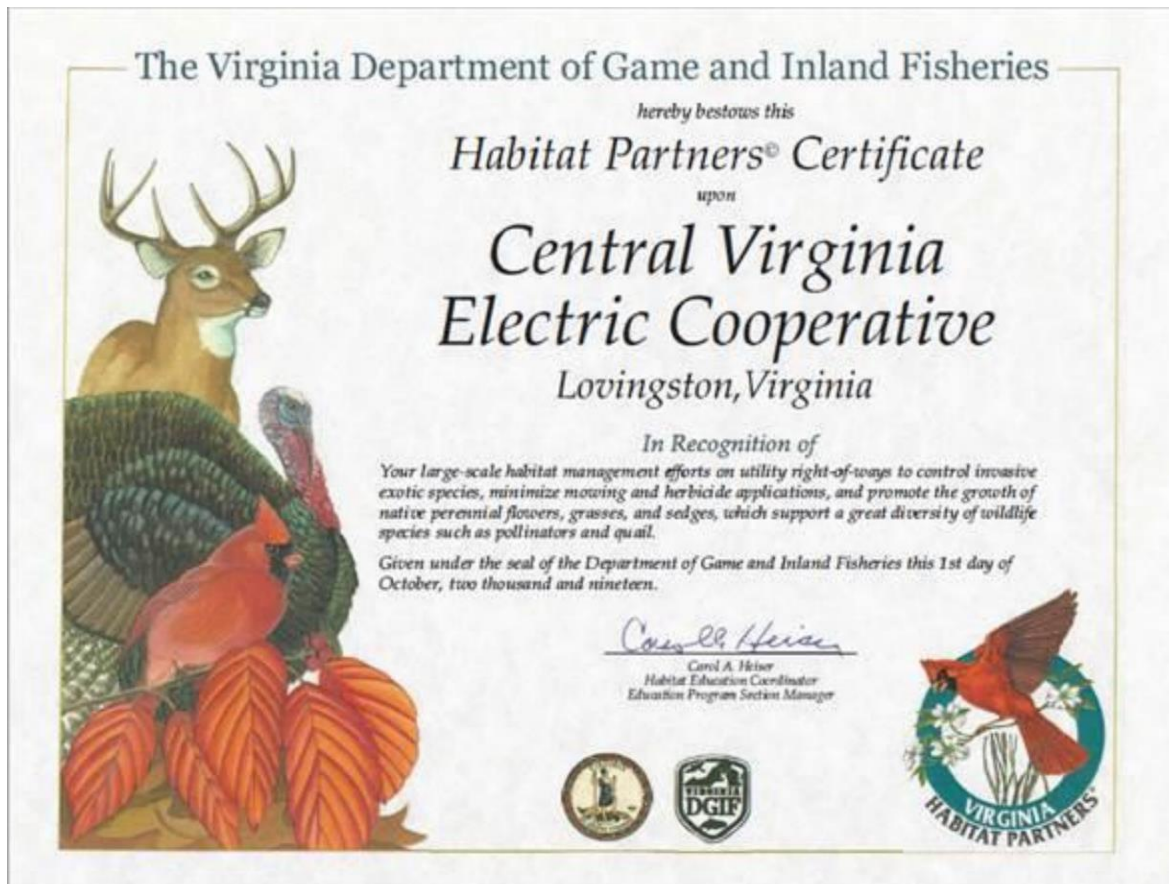 The Virginia Department of Game and Inland Fisheries
hereby bestows this
Habitat Partners© Certificate
upon
Central Virginia
Electric Cooperative
Lovingston, Virginia
In Recognition of
Your large-scale habitat management efforts on utility right-of-ways to control invasive
exotic species, minimize mowing and herbicide applications, and promote the growth of
native perennial flowers, grasses, and sedges, which support a great diversity of wildlife
species such as pollinators and quail.
Given under the seal of the Department of Game and Inland Fisheries this 1st day of
October, two thousand and nineteen.
Carol A. Heiser
Carol A. Heiser
Habitat Education Coordinator
Education Program Section Manager
VIRGINIA
DGIF
VIRGINIA
HABITAT PARTNERS©